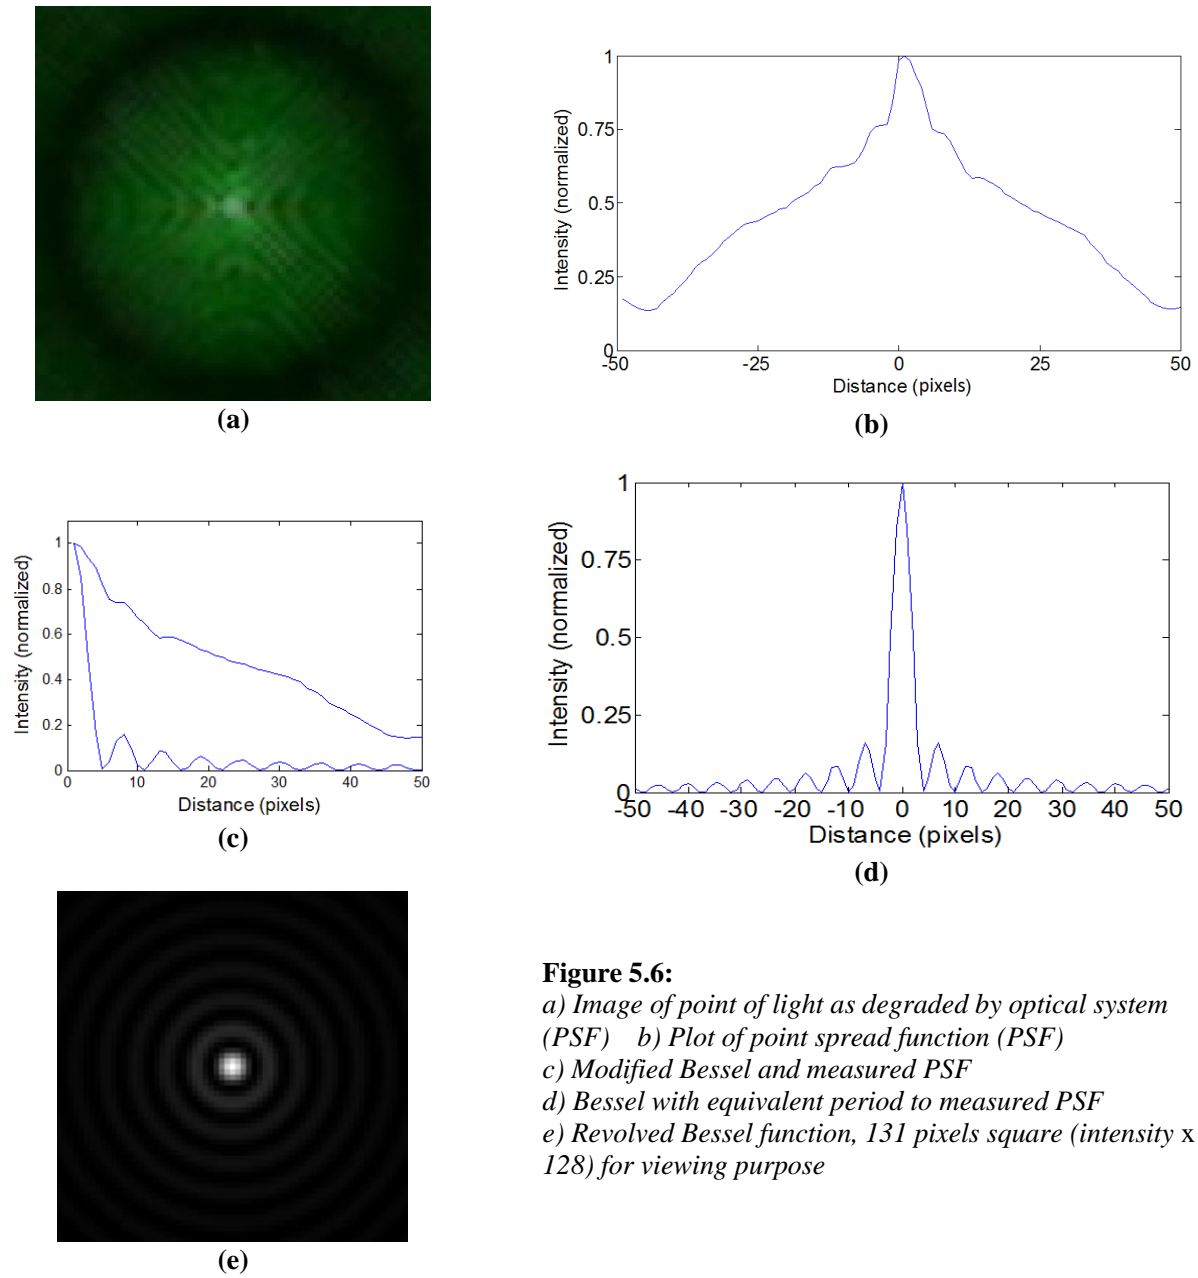 (a)
1
0.75
0.5
0.25
0
-50
-25
0
25
50
Intensity (normalized)
Distance (pixels)
(b)
1
0.8
0.6
0.4
0.2
0
0
10
20
30
40
50
Intensity (normalized)
Distance (pixels)
(c)
1
0.75
0.5
0.25
0
-50 -40 -30 -20 -10 0 10 20 30 40 50
Intensity (normalized)
Distance (pixels)
(d)
(e)
Figure 5.6:
a) Image of point of light as degraded by optical system
(PSF) b) Plot of point spread function (PSF)
c) Modified Bessel and measured PSF
d) Bessel with equivalent period to measured PSF
e) Revolved Bessel function, 131 pixels square (intensity x
128) for viewing purpose